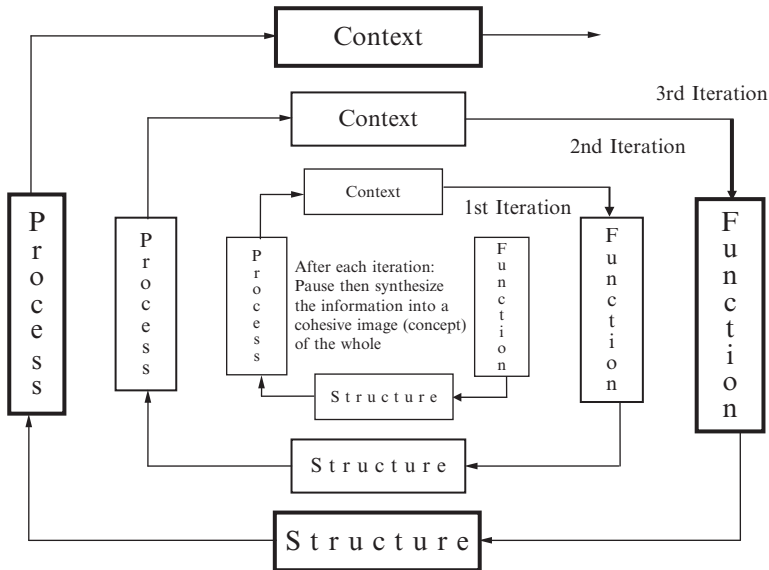 Context
3rd Iteration
Context
2nd Iteration
Context
1st Iteration
Process
Process
Process
After each iteration:
Pause then synthesize
the information into a
cohesive image (concept)
of the whole
Function
Function
Function
Structure
Structure
Structure